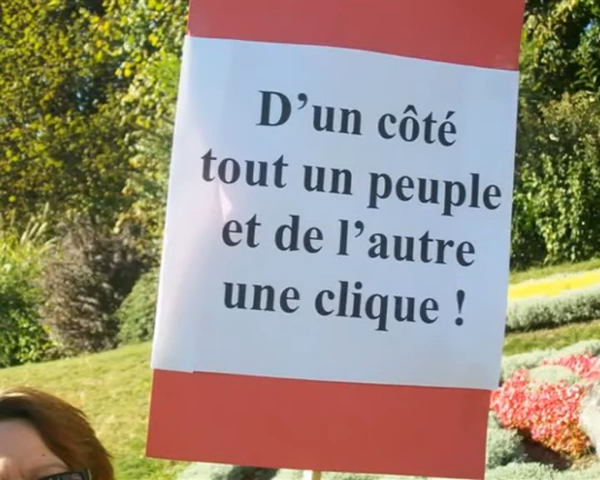 D'un côté
tout un peuple
et de l'autre
une clique !